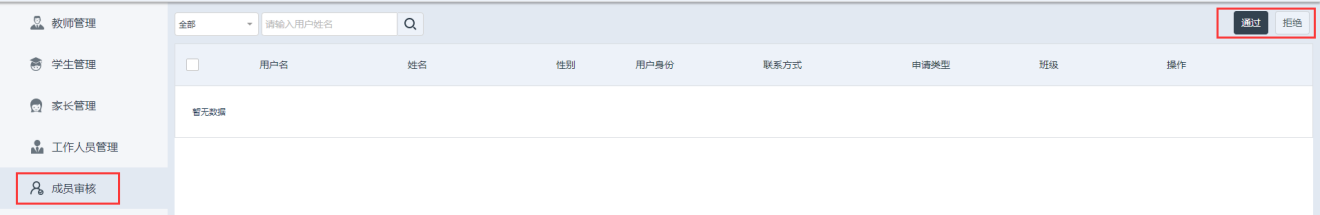 教师管理
学生管理
家长管理
工作人员管理
成员审核
全部 请输入用户姓名 通过 拒绝
用户名 姓名 性别 用户身份 联系方式 申请类型 班级 操作
暂无数据